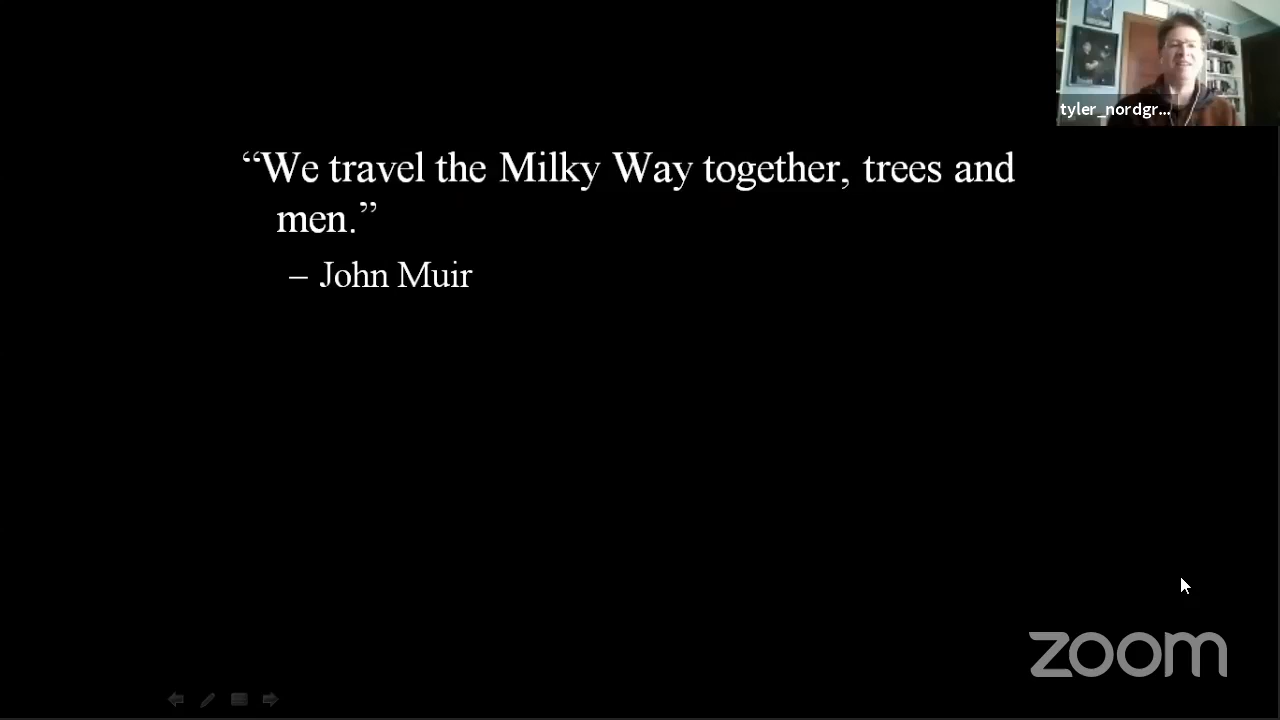 tyler_nordgr...
“We travel the Milky Way together, trees and
men.”
– John Muir
zoom